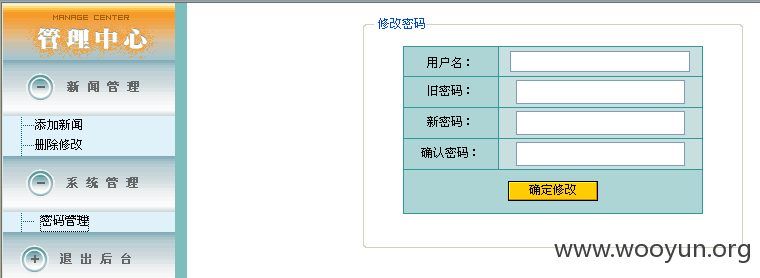 MANAGE CENTER
管理中心
新闻管理
添加新闻
删除修改
系统管理
密码管理
退出后台
修改密码
用户名：
旧密码：
新密码：
确认密码：
确定修改
www.wooyun.org